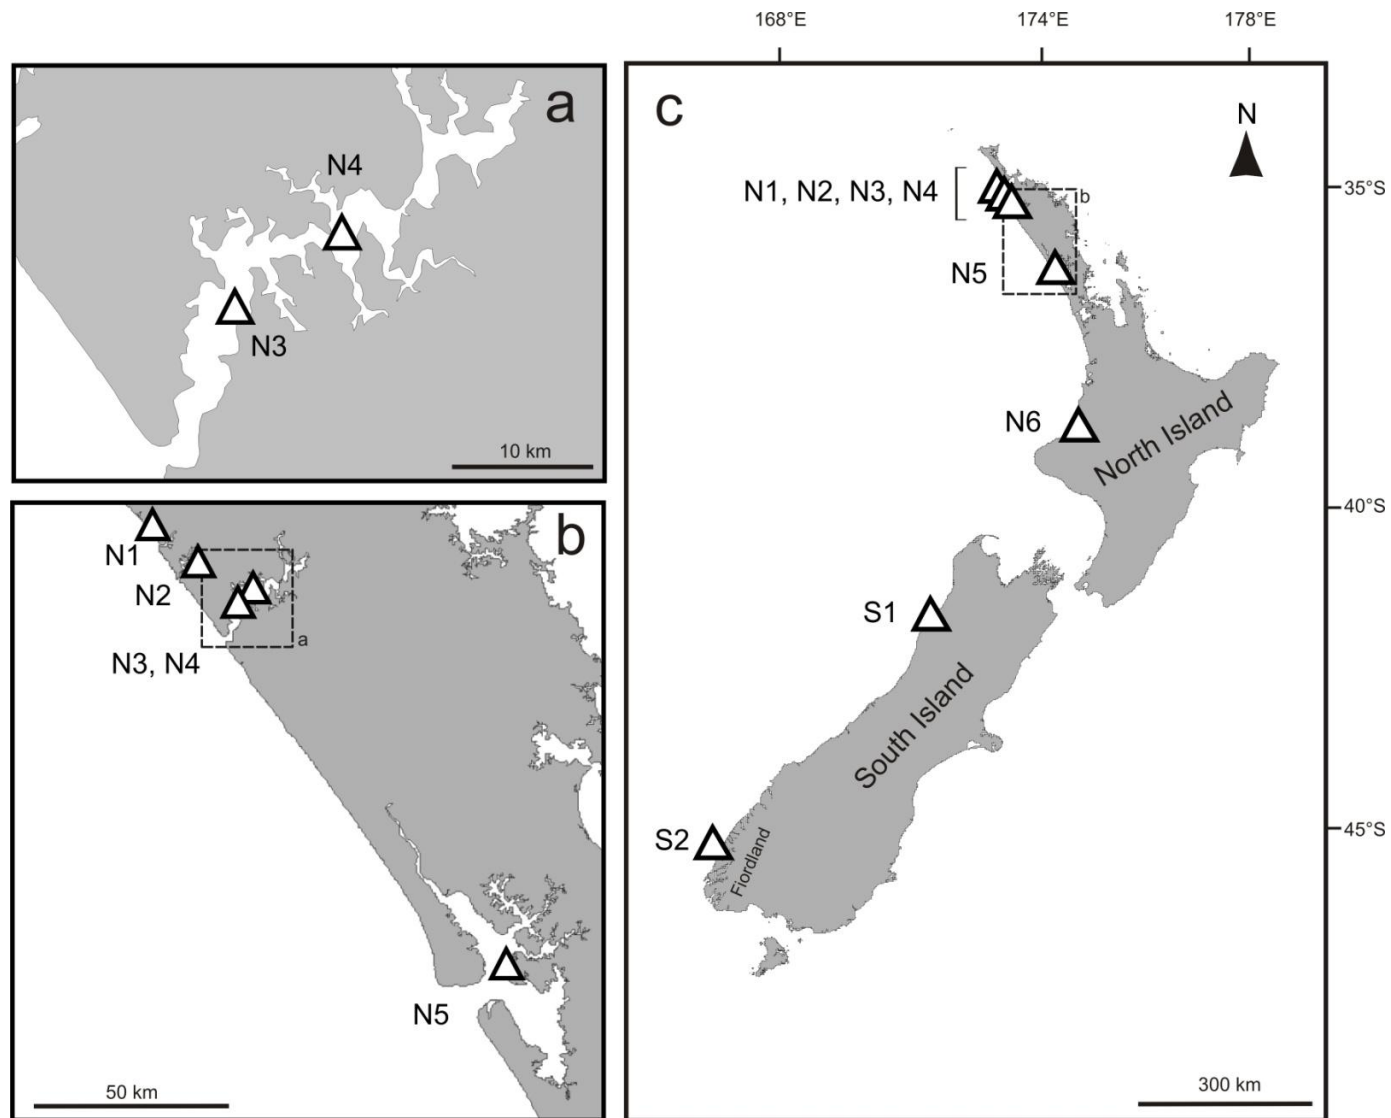 168°E
174°E
178°E
a
N4
N3
10 km
b
N1
N2
N3, N4
a
N5
50 km
c
N
N1, N2, N3, N4
b
N5
N6
North Island
S1
South Island
S2
Fiordland
35°S
40°S
45°S
300 km